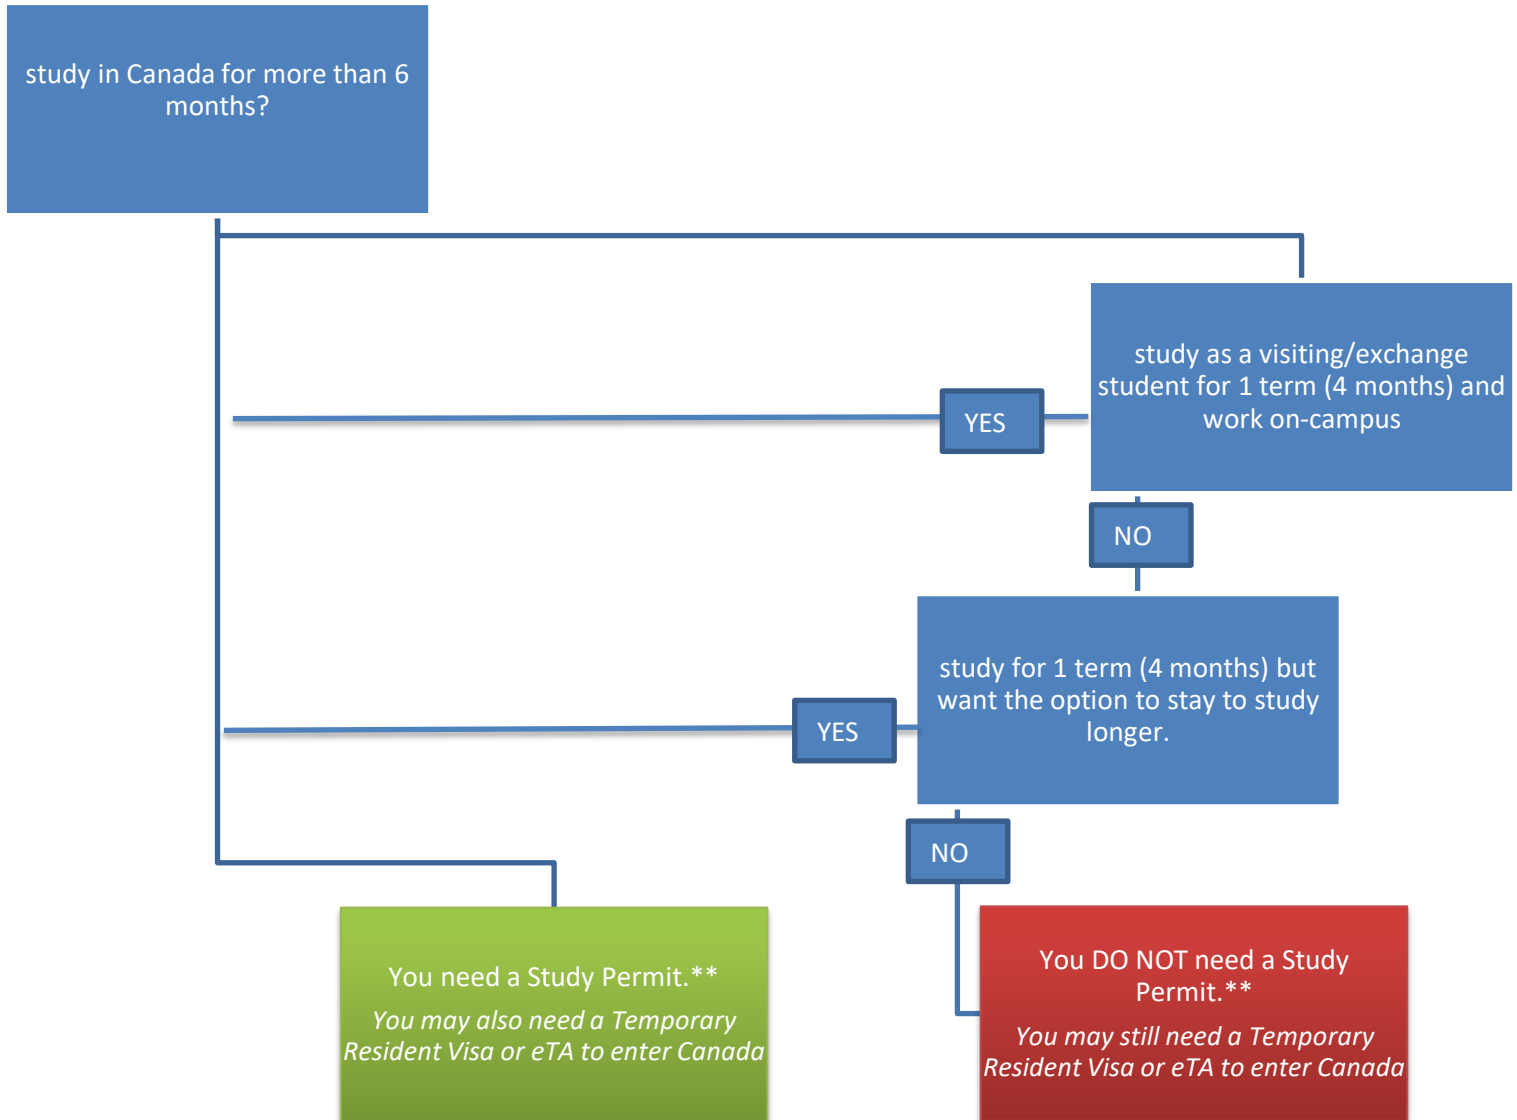 study in Canada for more than 6
months?
study as a visiting/exchange
student for 1 term (4 months) and
work on-campus
YES
NO
study for 1 term (4 months) but
want the option to stay to study
longer.
YES
NO
You need a Study Permit.**
You may also need a Temporary
Resident Visa or eTA to enter Canada
You DO NOT need a Study
Permit.**
You may still need a Temporary
Resident Visa or eTA to enter Canada